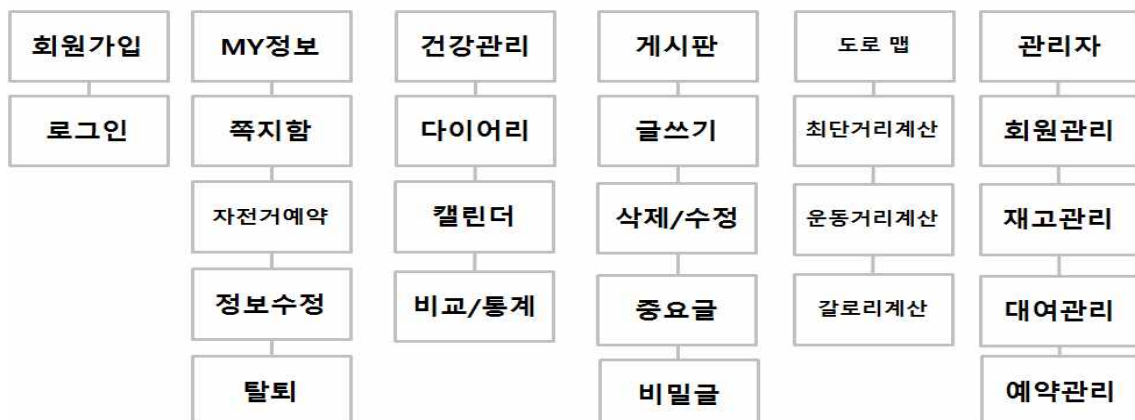 회원가입
로그인
MY정보
쪽지함
자전거예약
정보수정
탈퇴
건강관리
다이어리
캘린더
비교/통계
게시판
글쓰기
삭제/수정
중요글
비밀글
도로 맵
최단거리계산
운동거리계산
갈로리계산
관리자
회원관리
재고관리
대여관리
예약관리